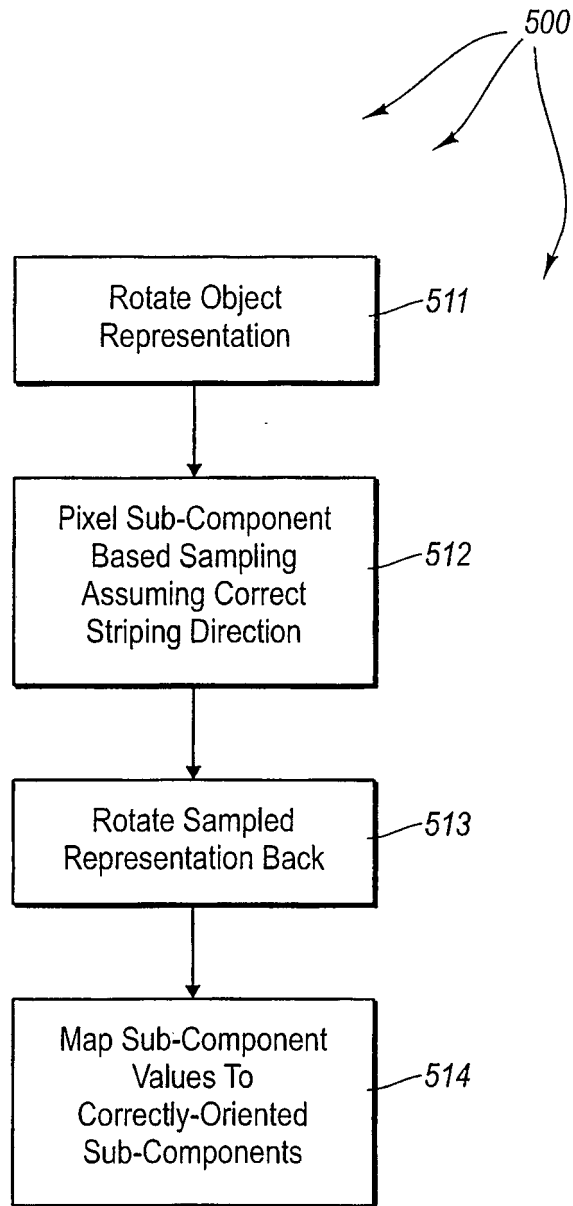 500
Rotate Object
Representation
511
Pixel Sub-Component
Based Sampling
Assuming Correct
Striping Direction
512
Rotate Sampled
Representation Back
513
Map Sub-Component
Values To
Correctly-Oriented
Sub-Components
514